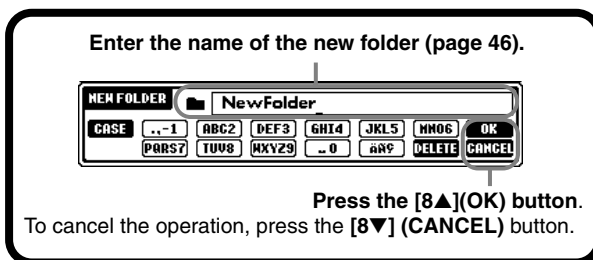 Enter the name of the new folder (page 46).
NEW FOLDER NewFolder_
CASE .,-1 ABC2 DEF3 GHI4 JKL5 MNO6 OK
PQRS7 TUV8 WXYZ9 _0 äÑç DELETE CANCEL
Press the [8▲](OK) button.
To cancel the operation, press the [8▼] (CANCEL) button.